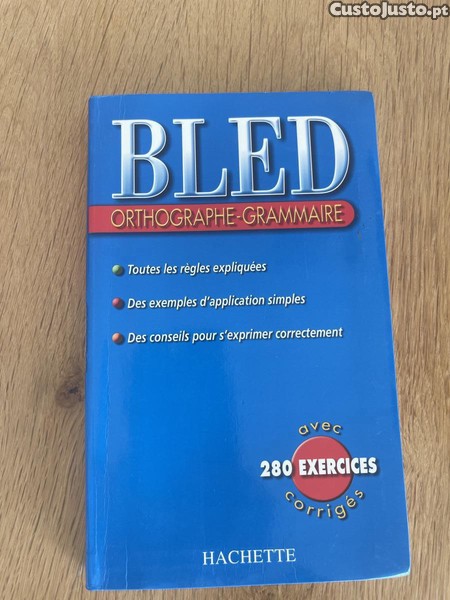 CustoJusto.pt
BLED
ORTHOGRAPHE-GRAMMAIRE
Toutes les règles expliquées
Des exemples d'application simples
Des conseils pour s'exprimer correctement
avec
280 EXERCICES
corrigés
HACHETTE